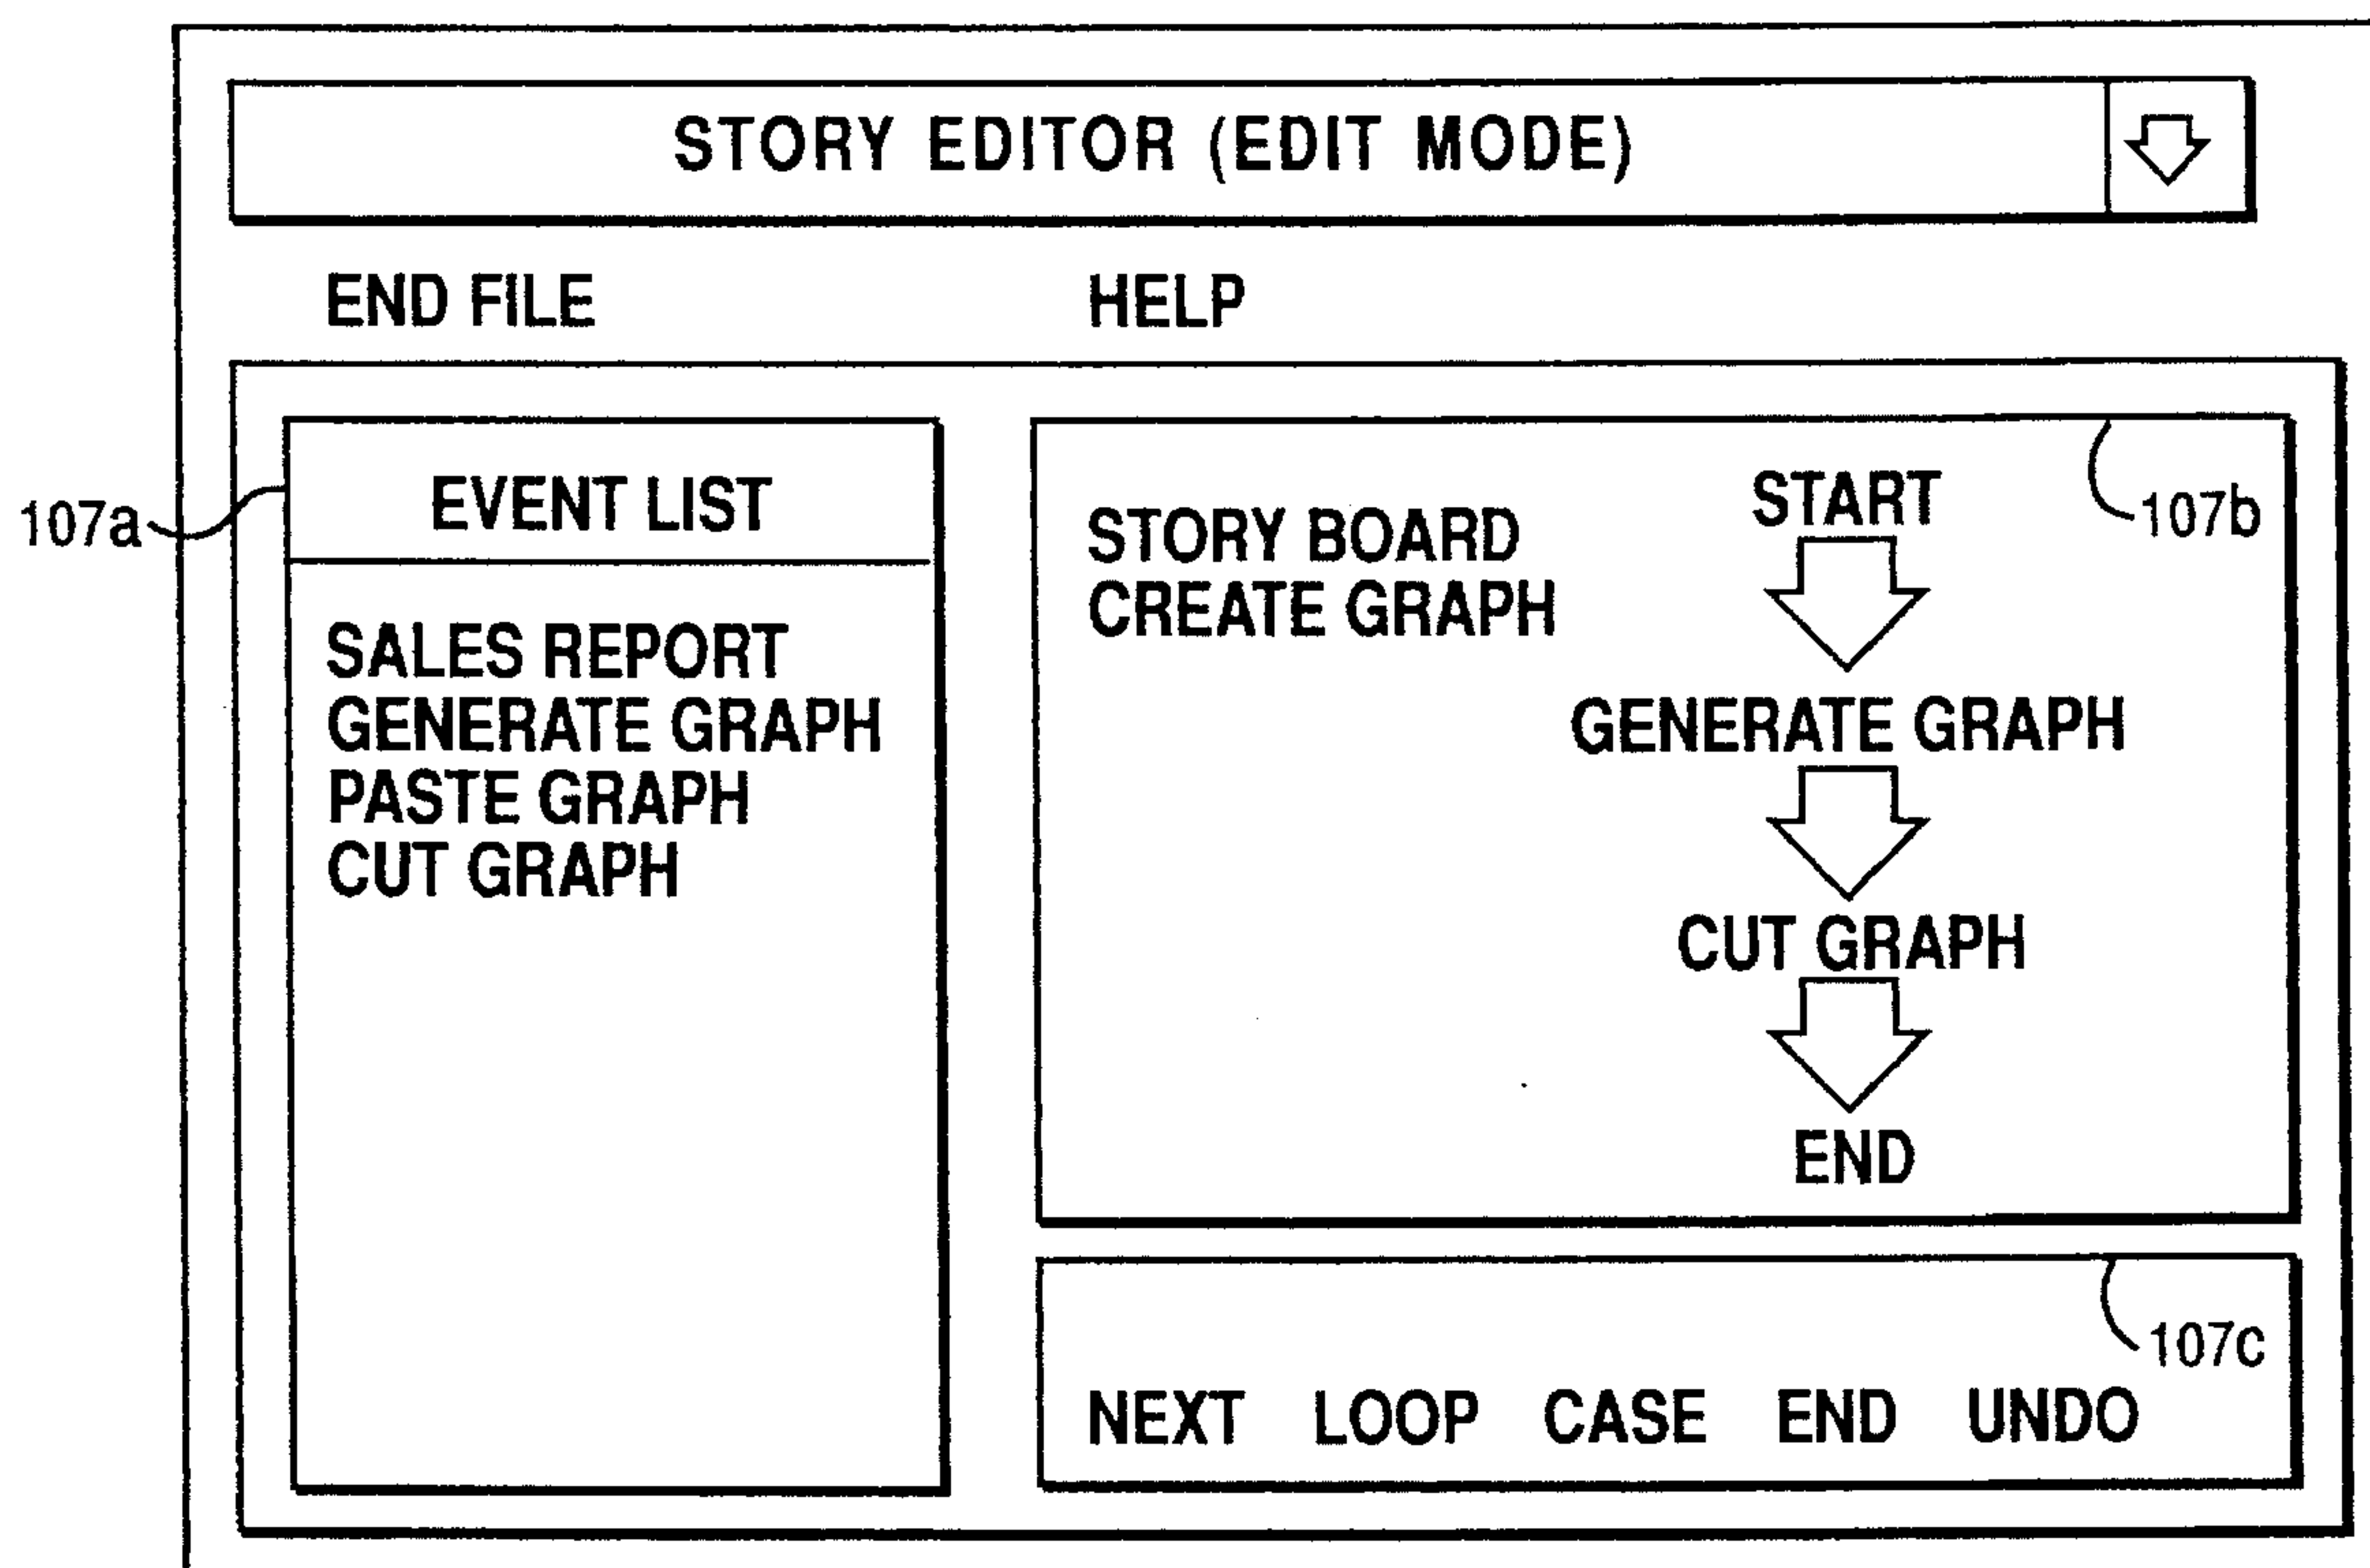 STORY EDITOR (EDIT MODE)
END FILE
HELP
107a
EVENT LIST
SALES REPORT
GENERATE GRAPH
PASTE GRAPH
CUT GRAPH
107b
STORY BOARD
CREATE GRAPH
START
GENERATE GRAPH
CUT GRAPH
END
107c
NEXT LOOP CASE END UNDO